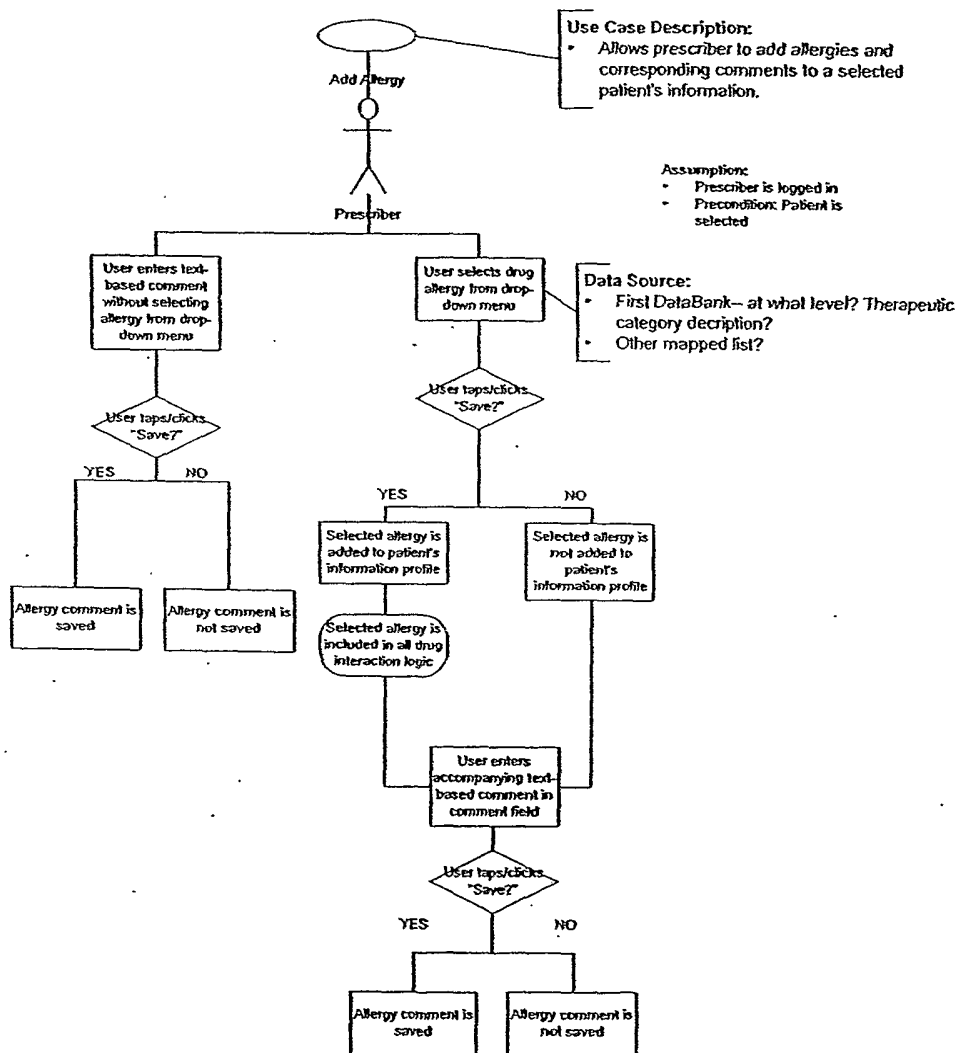 Use Case Description:
• Allows prescriber to add allergies and
corresponding comments to a selected
patient's information.
Add Allergy
Assumption:
• Prescriber is logged in
• Precondition: Patient is
selected
Prescriber
User enters text-
based comment
without selecting
allergy from drop-
down menu
User selects drug
allergy from drop-
down menu
Data Source:
• First DataBank-- at what level? Therapeutic
category decription?
• Other mapped list?
User taps/clicks
"Save?"
User taps/clicks
"Save?"
YES
NO
YES
NO
Selected allergy is
added to patient's
information profile
Selected allergy is
not added to
patient's
information profile
Allergy comment is
saved
Allergy comment is
not saved
Selected allergy is
included in all drug
interaction logic
User enters
accompanying text-
based comment in
comment field
User taps/clicks
"Save?"
YES
NO
Allergy comment is
saved
Allergy comment is
not saved